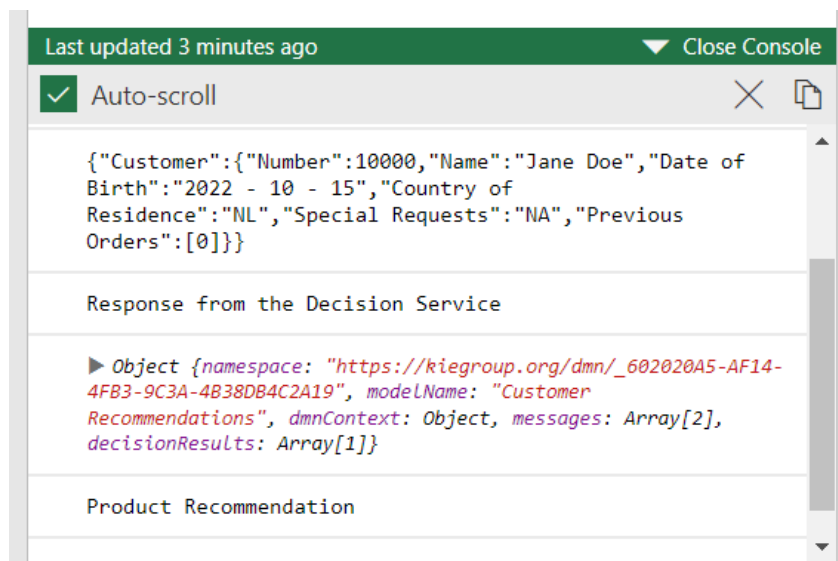 Last updated 3 minutes ago Close Console
Auto-scroll
{"Customer":{"Number":10000,"Name":"Jane Doe","Date of
Birth":"2022 - 10 - 15","Country of
Residence":"NL","Special Requests":"NA","Previous
Orders":[0]}}
Response from the Decision Service
Object {namespace: "https://kiegroup.org/dmn/_602020A5-AF14-
4FB3-9C3A-4B38DB4C2A19", modelName: "Customer
Recommendations", dmnContext: Object, messages: Array[2],
decisionResults: Array[1]}
Product Recommendation